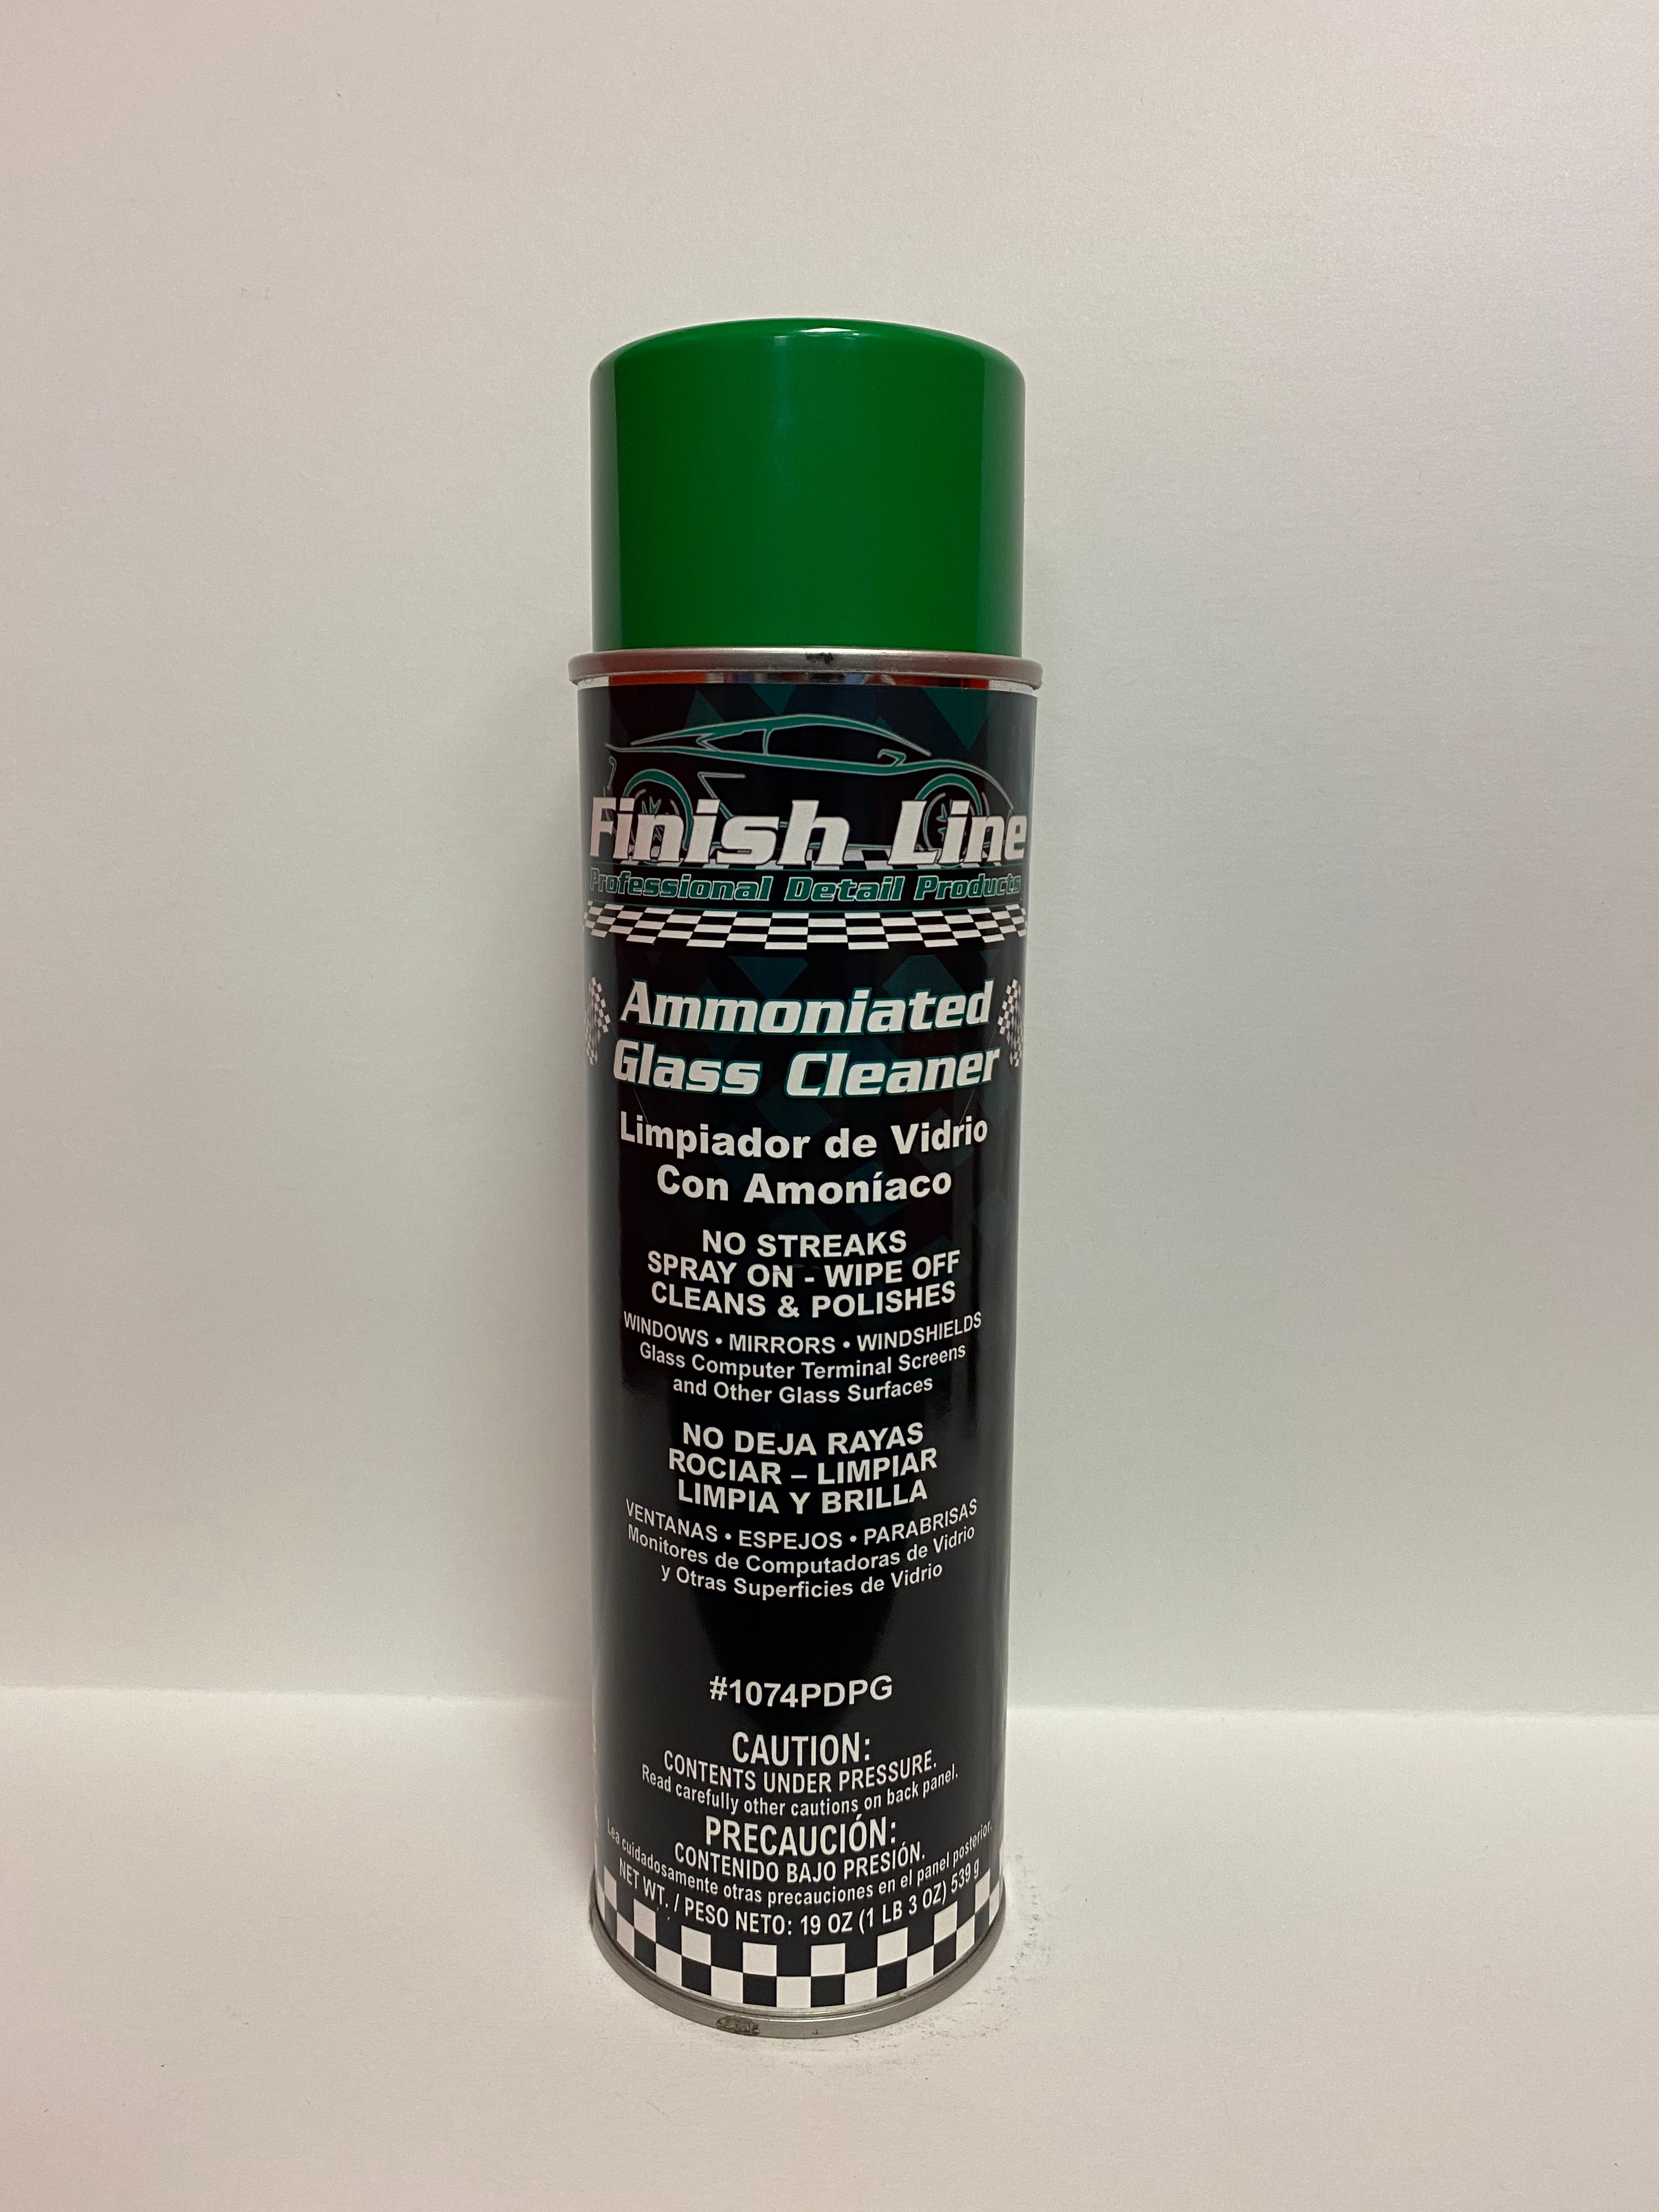 Finish Line
Professional Detail Products
Ammoniated
Glass Cleaner
Limpiador de Vidrio
Con Amoníaco
NO STREAKS
SPRAY ON - WIPE OFF
CLEANS & POLISHES
WINDOWS • MIRRORS • WINDSHIELDS
Glass Computer Terminal Screens
and Other Glass Surfaces
NO DEJA RAYAS
ROCIAR – LIMPIAR
LIMPIA Y BRILLA
VENTANAS • ESPEJOS • PARABRISAS
Monitores de Computadoras de Vidrio
y Otras Superficies de Vidrio
#1074PDPG
CAUTION:
CONTENTS UNDER PRESSURE.
Read carefully other cautions on back panel.
PRECAUCIÓN:
CONTENIDO BAJO PRESIÓN.
Lea cuidadosamente otras precauciones en el panel posterior.
NET WT. / PESO NETO: 19 OZ (1 LB 3 OZ) 539 g